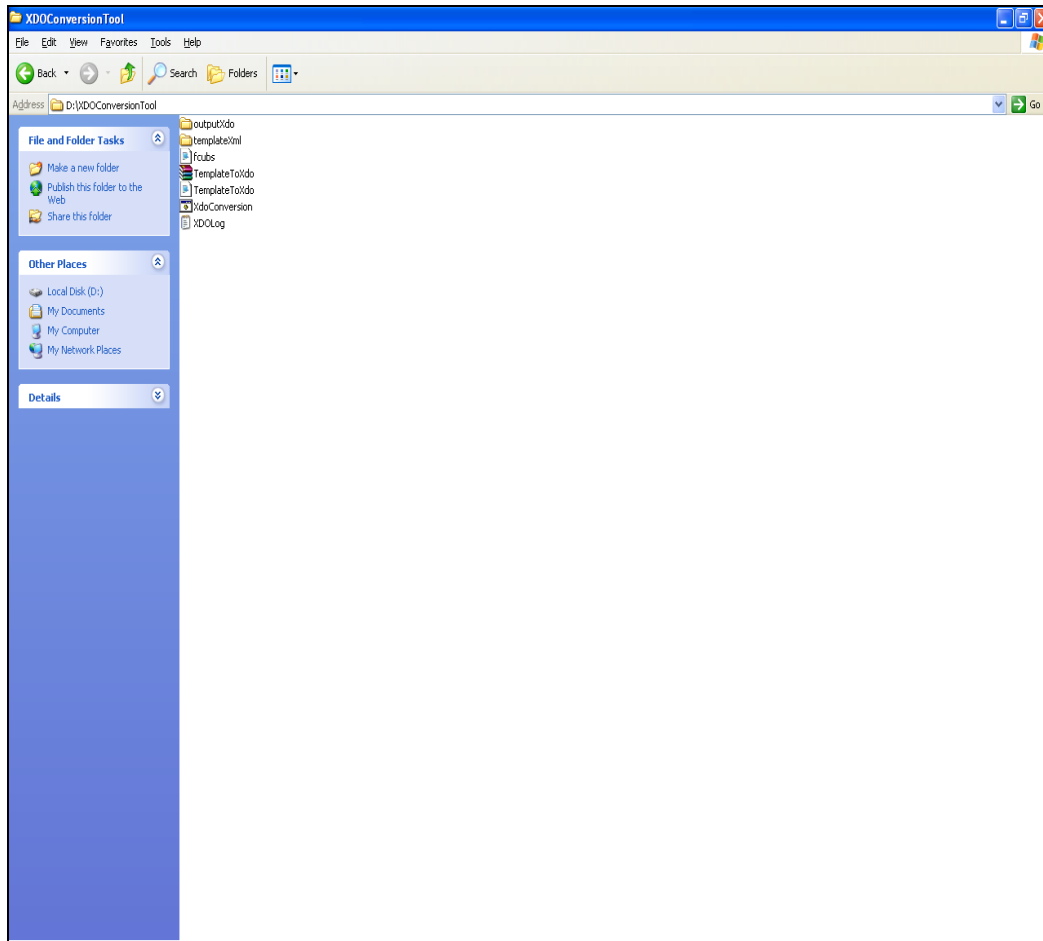 XDOConversionTool
File Edit View Favorites Tools Help
Back Search Folders
Address D:\XDOConversionTool Go
File and Folder Tasks
Make a new folder
Publish this folder to the
Web
Share this folder
Other Places
Local Disk (D:)
My Documents
My Computer
My Network Places
Details
outputXdo
templateXml
fcubs
TemplateToXdo
TemplateToXdo
XdoConversion
XDOLog